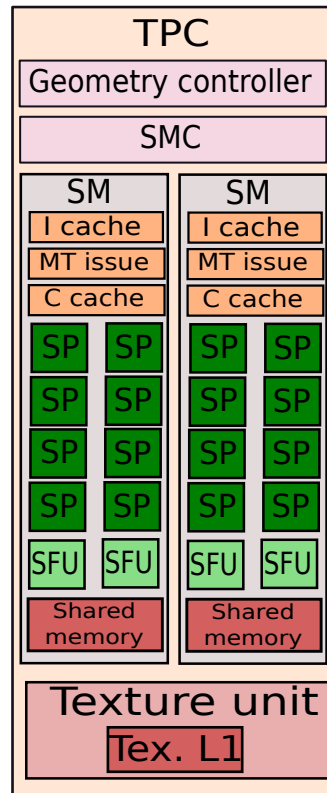 TPC
Geometry controller
SMC
SM
I cache
MT issue
C cache
SP SP
SP SP
SP SP
SP SP
SFU SFU
Shared
memory
SM
I cache
MT issue
C cache
SP SP
SP SP
SP SP
SP SP
SFU SFU
Shared
memory
Texture unit
Tex. L1